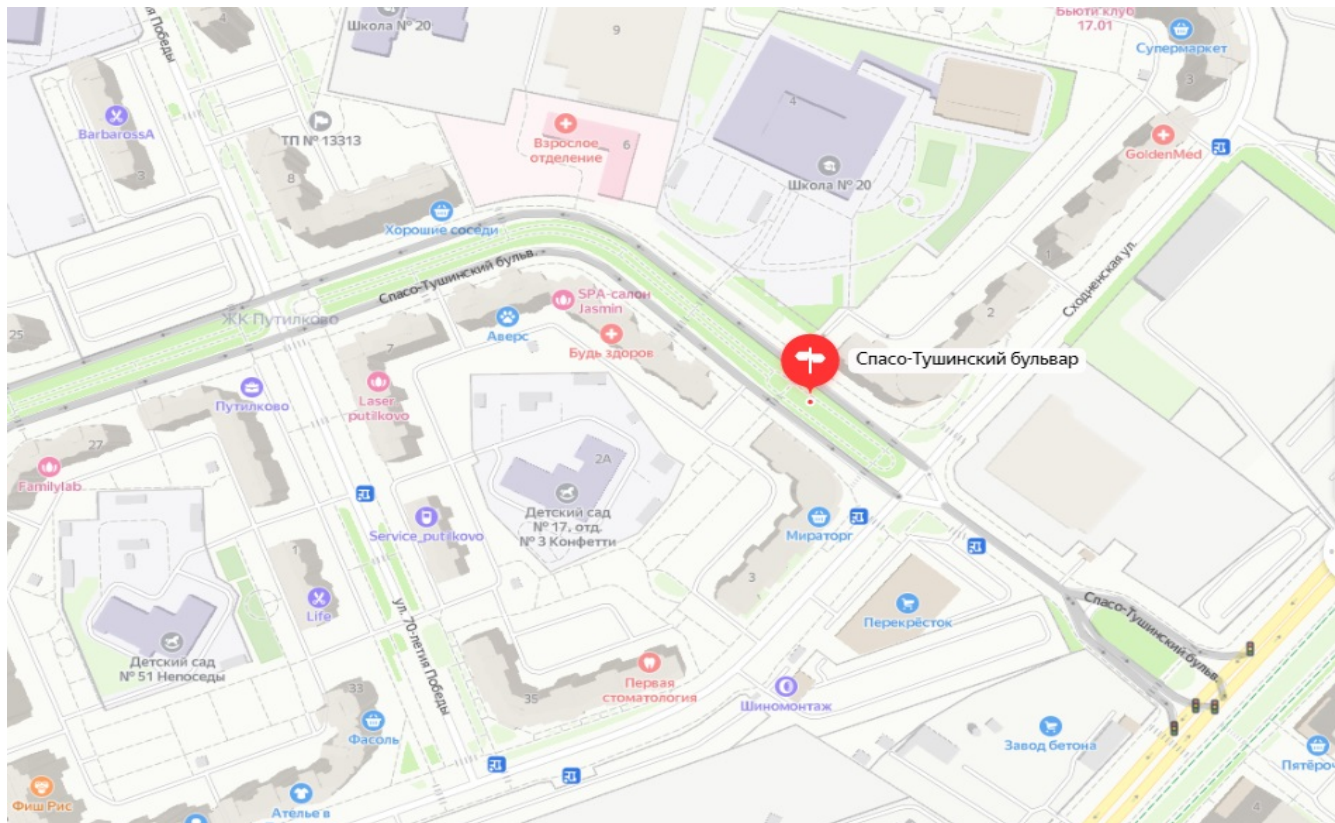 Школа № 20
4
9
Бьюти клуб
17.01
Супермаркет
3
BarbarossA
3
ТП № 13313
8
Взрослое
отделение
6
4
Школа № 20
GoldenMed
Хорошие соседи
1
Спасо-Тушинский бульв.
Сходненская ул.
ЖК Путилково
SPA-салон
Jasmin
2
Аверс
25
7
Будь здоров
Спасо-Тушинский бульвар
Laser
putilkovo
Путилково
27
2А
Familylab
Детский сад
№ 17, отд.
№ 3 Конфетти
Service_putilkovo
Мираторг
1
3
Life
ул. 70-летия Победы
Перекрёсток
Спасо-Тушинский бульв.
Детский сад
№ 51 Непоседы
33
35
Первая
стоматология
Шиномонтаж
Фасоль
Завод бетона
Пятёроч
Фиш Рис
Ателье в
4